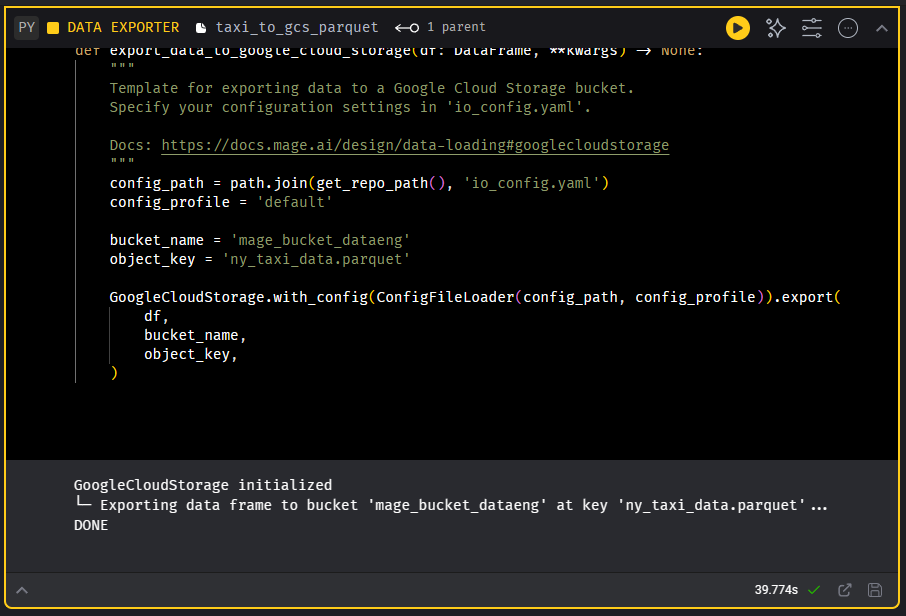 PY DATA EXPORTER taxi_to_gcs_parquet 1 parent
def export_data_to_google_cloud_storage(df: DataFrame, **kwargs) -> None:
"""
Template for exporting data to a Google Cloud Storage bucket.
Specify your configuration settings in 'io_config.yaml'.
Docs: https://docs.mage.ai/design/data-loading#googlecloudstorage
"""
config_path = path.join(get_repo_path(), 'io_config.yaml')
config_profile = 'default'
bucket_name = 'mage_bucket_dataeng'
object_key = 'ny_taxi_data.parquet'
GoogleCloudStorage.with_config(ConfigFileLoader(config_path, config_profile)).export(
df,
bucket_name,
object_key,
)
GoogleCloudStorage initialized
└─ Exporting data frame to bucket 'mage_bucket_dataeng' at key 'ny_taxi_data.parquet'...
DONE
39.774s